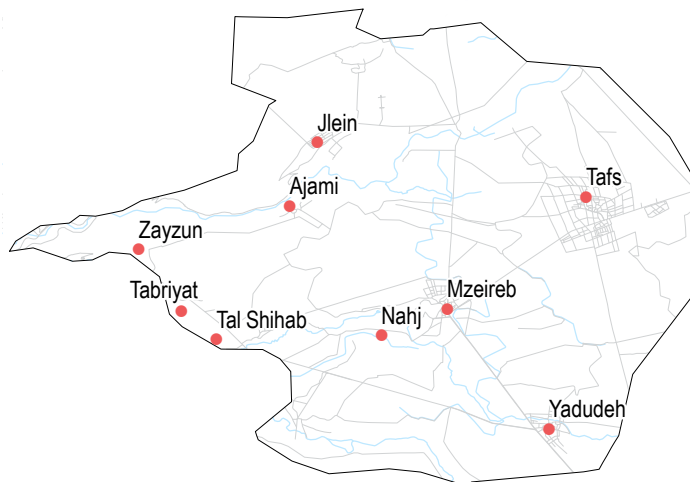 Jlein
Tafs
Ajami
Zayzun
Mzeireb
Tabriyat
Tal Shihab
Nahj
Yadudeh